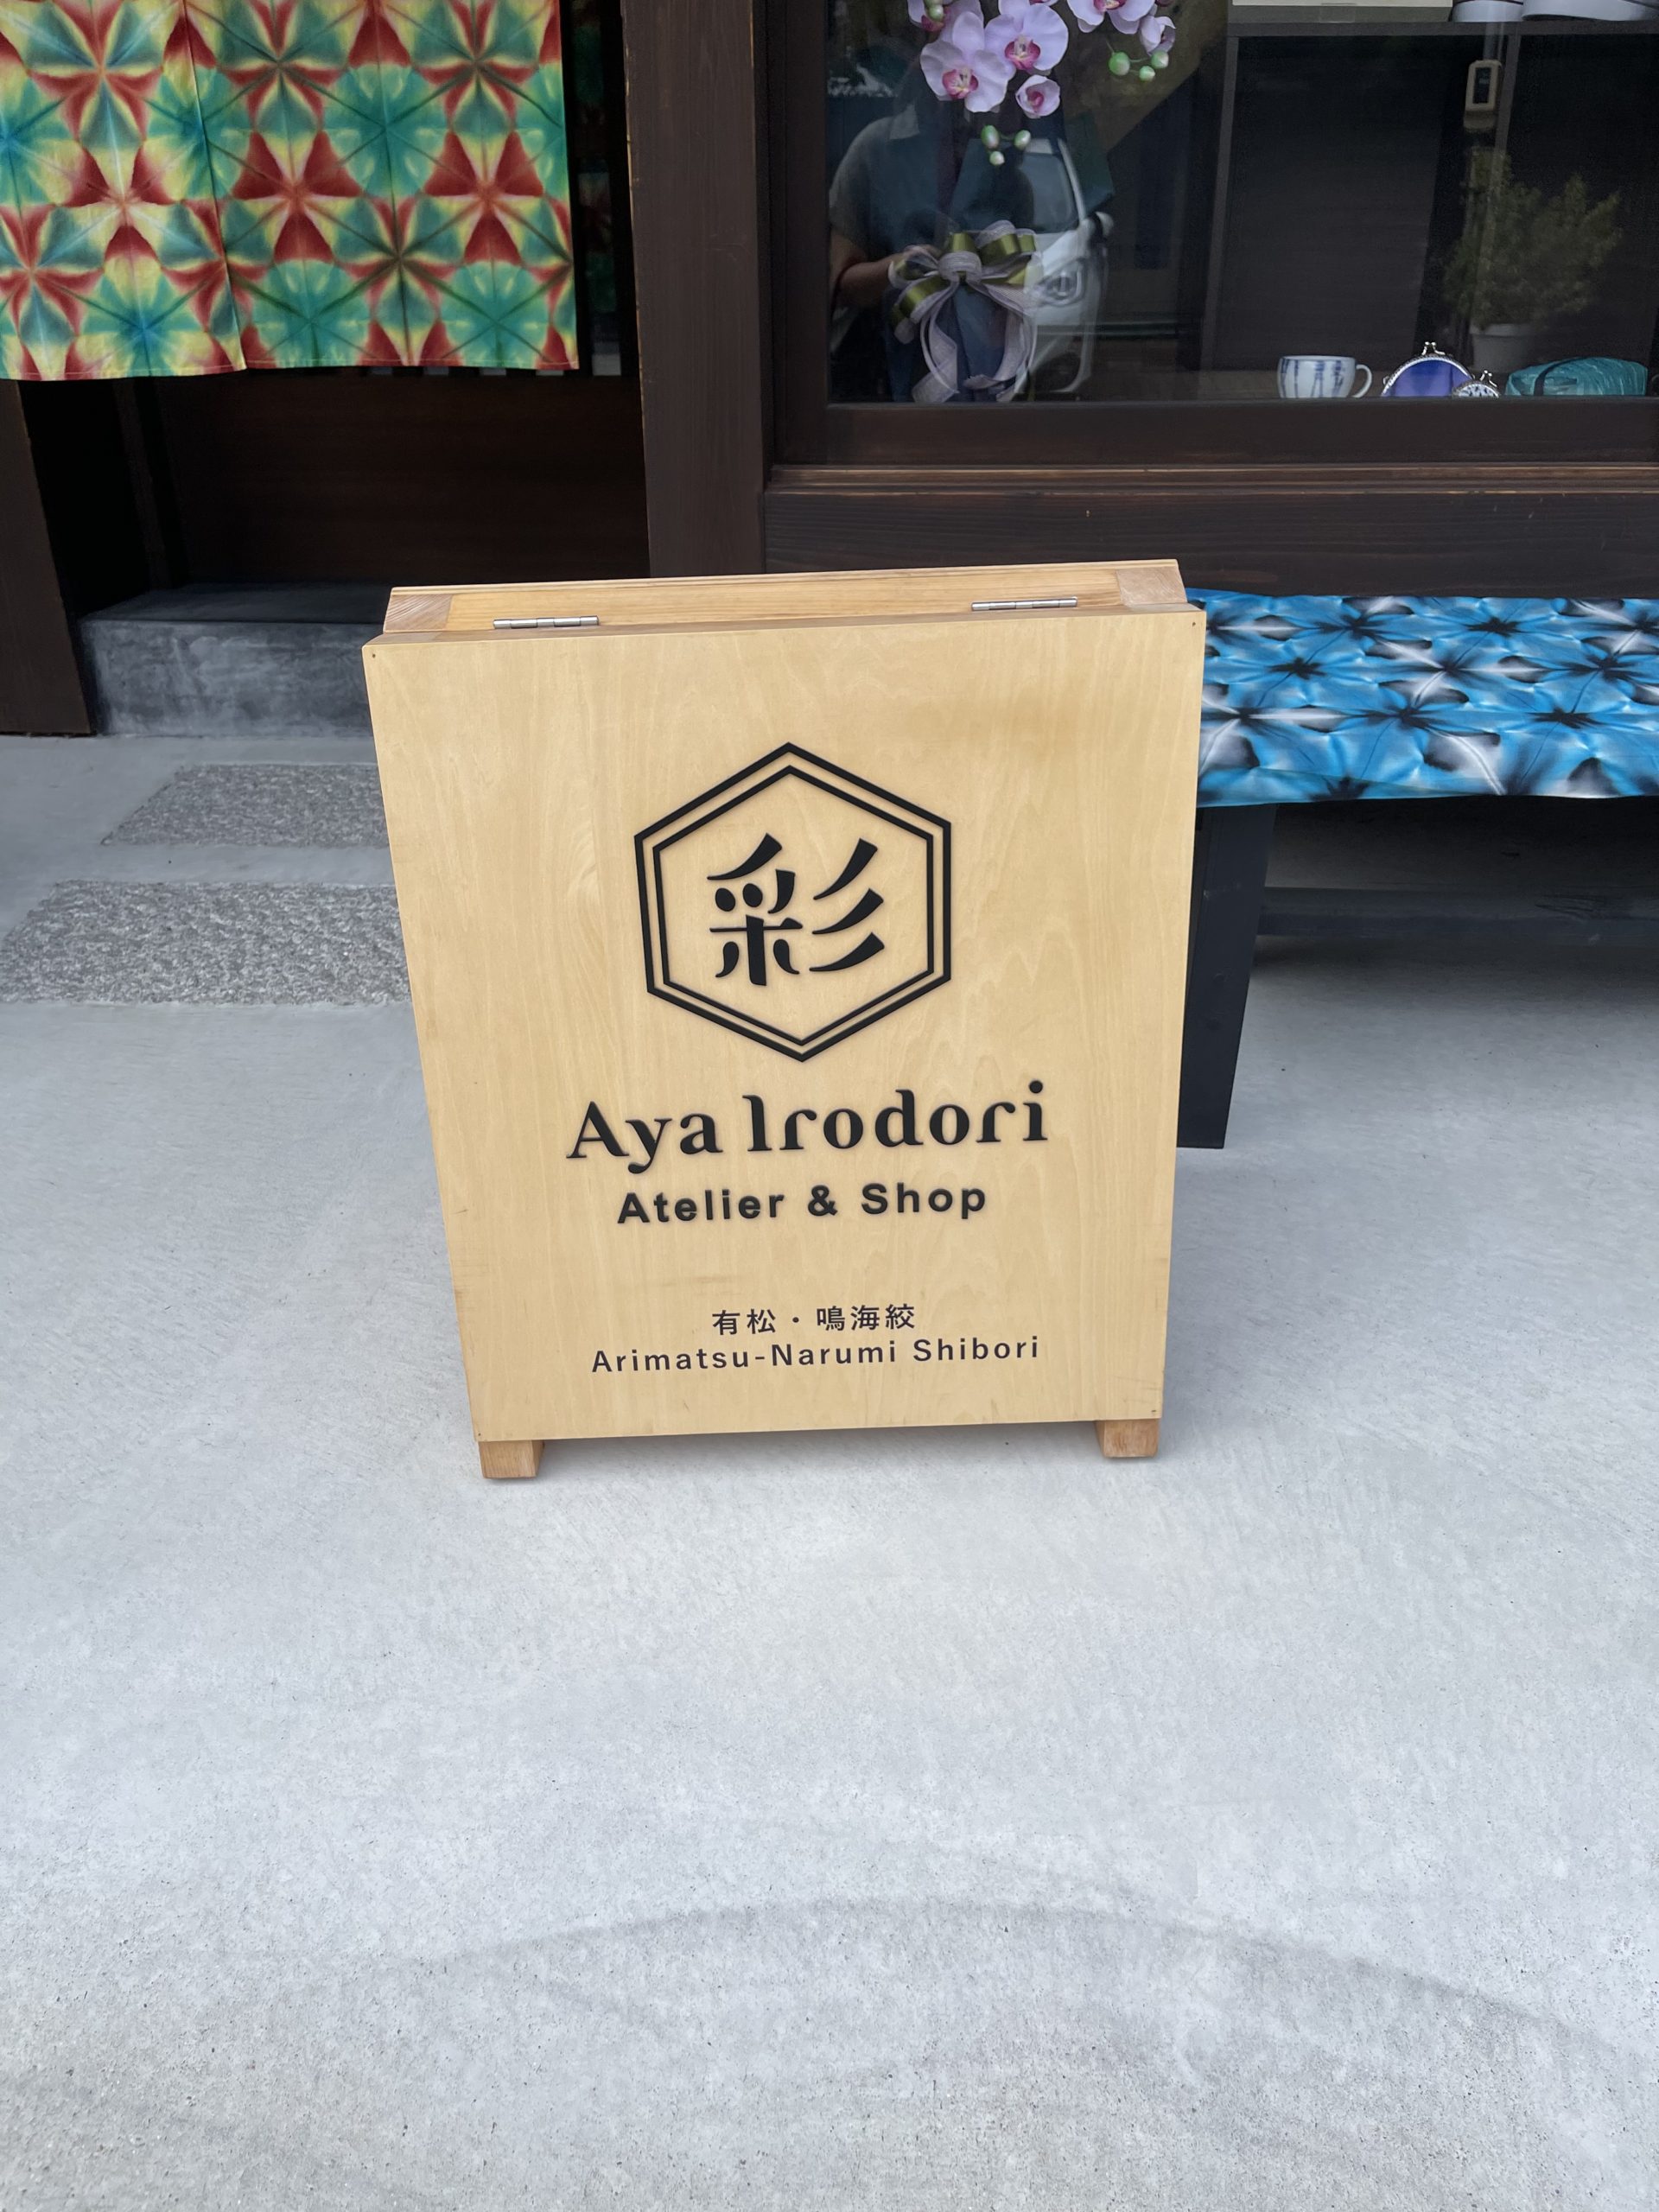 彩
Aya Irodori
Atelier & Shop
有松・鳴海絞
Arimatsu-Narumi Shibori